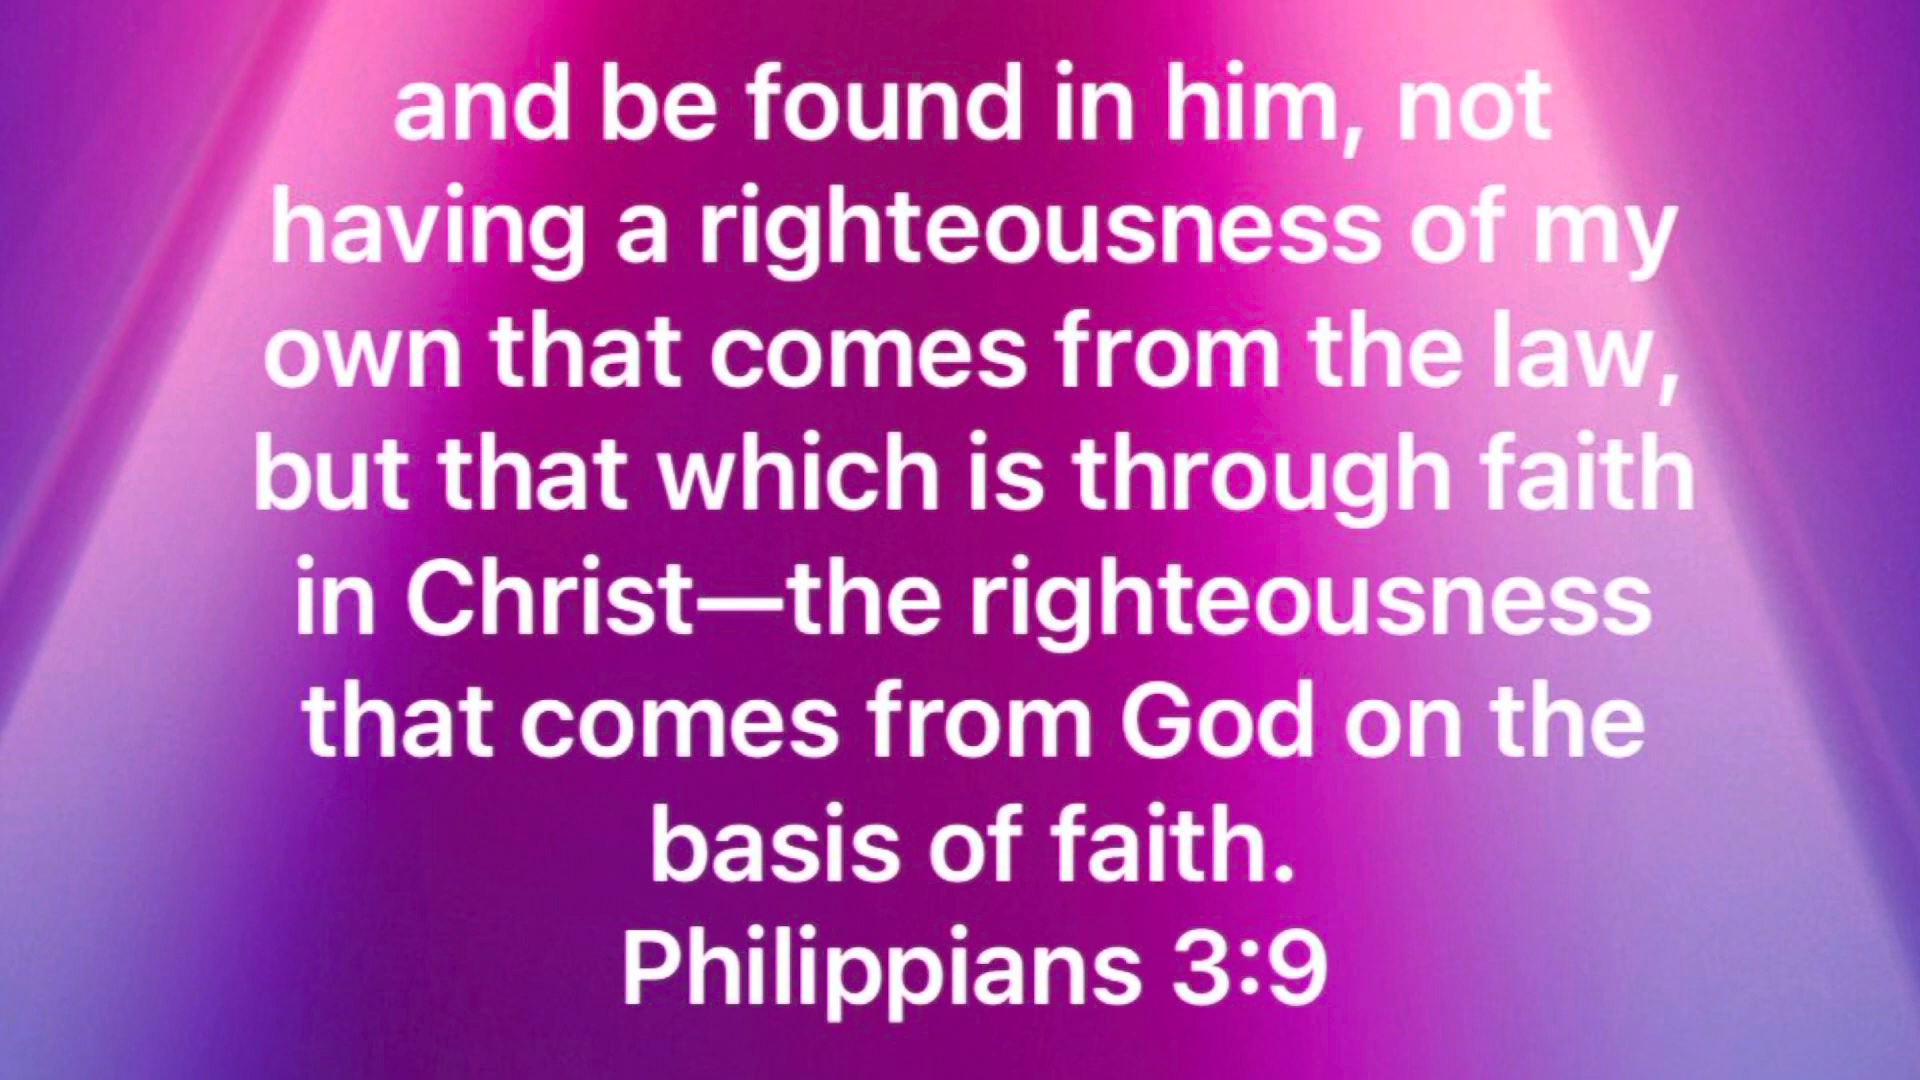 and be found in him, not
having a righteousness of my
own that comes from the law,
but that which is through faith
in Christ—the righteousness
that comes from God on the
basis of faith.
Philippians 3:9